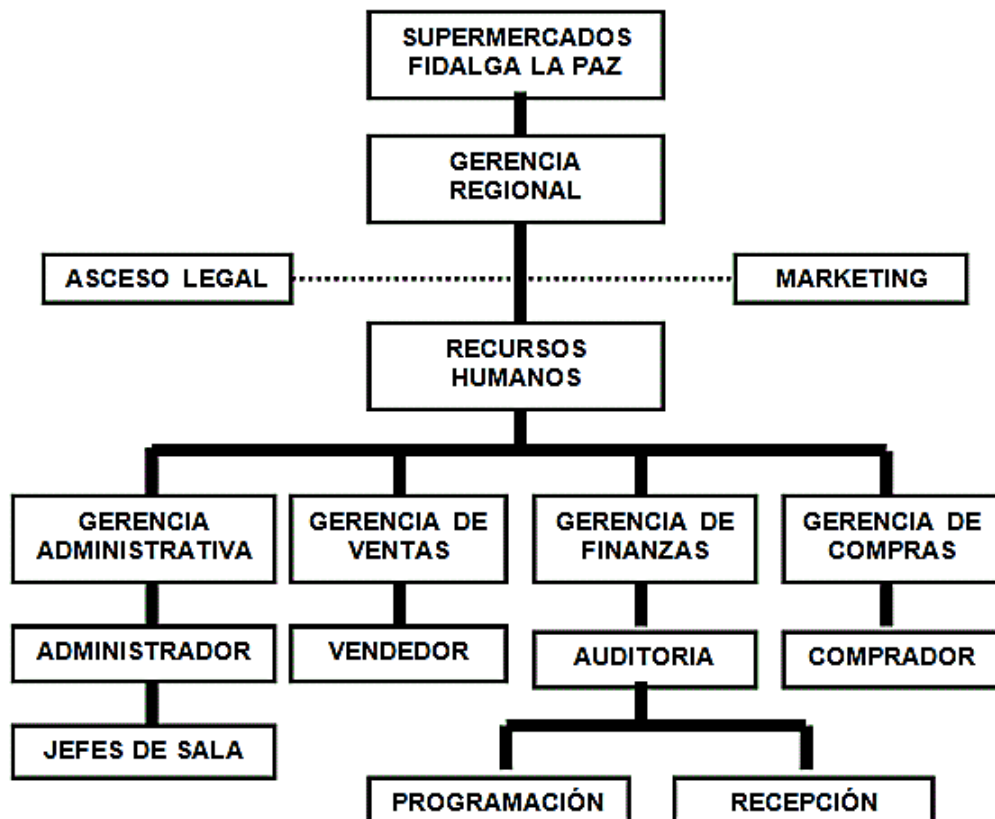 SUPERMERCADOS
FIDALGA LA PAZ
GERENCIA
REGIONAL
ASCESO LEGAL
MARKETING
RECURSOS
HUMANOS
GERENCIA
ADMINISTRATIVA
GERENCIA DE
VENTAS
GERENCIA DE
FINANZAS
GERENCIA DE
COMPRAS
ADMINISTRADOR
VENDEDOR
AUDITORIA
COMPRADOR
JEFES DE SALA
PROGRAMACIÓN
RECEPCIÓN